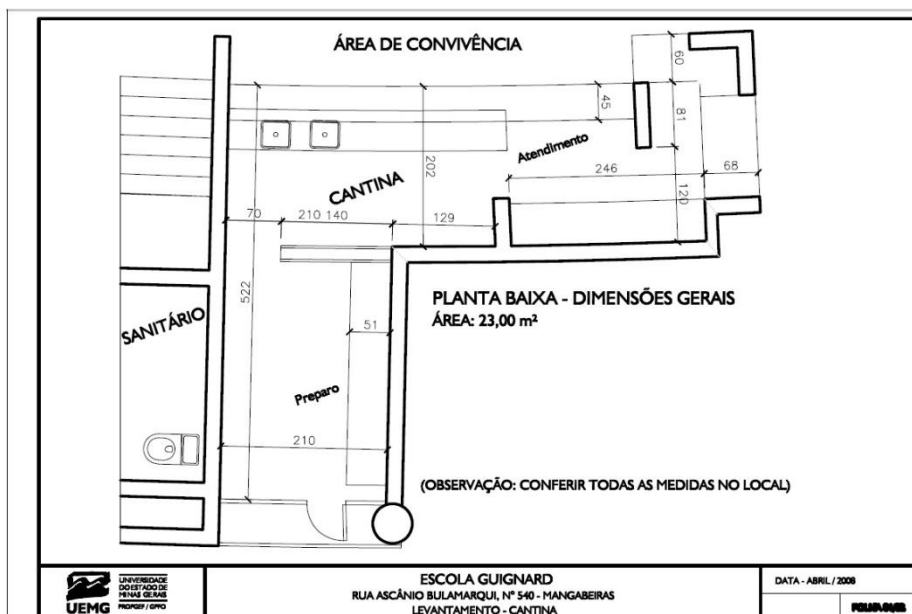 ÁREA DE CONVIVÊNCIA
60
45
81
Atendimento
202
246
68
CANTINA
120
70
210 140
129
522
PLANTA BAIXA - DIMENSÕES GERAIS
ÁREA: 23,00 m²
SANITÁRIO
51
Preparo
210
(OBSERVAÇÃO: CONFERIR TODAS AS MEDIDAS NO LOCAL)
UEMG
UNIVERSIDADE
DO ESTADO DE
MINAS GERAIS
ESCOLA GUIGNARD
RUA ASCÂNIO BULAMARQUI, Nº 540 - MANGABEIRAS
LEVANTAMENTO - CANTINA
DATA - ABRIL / 2008